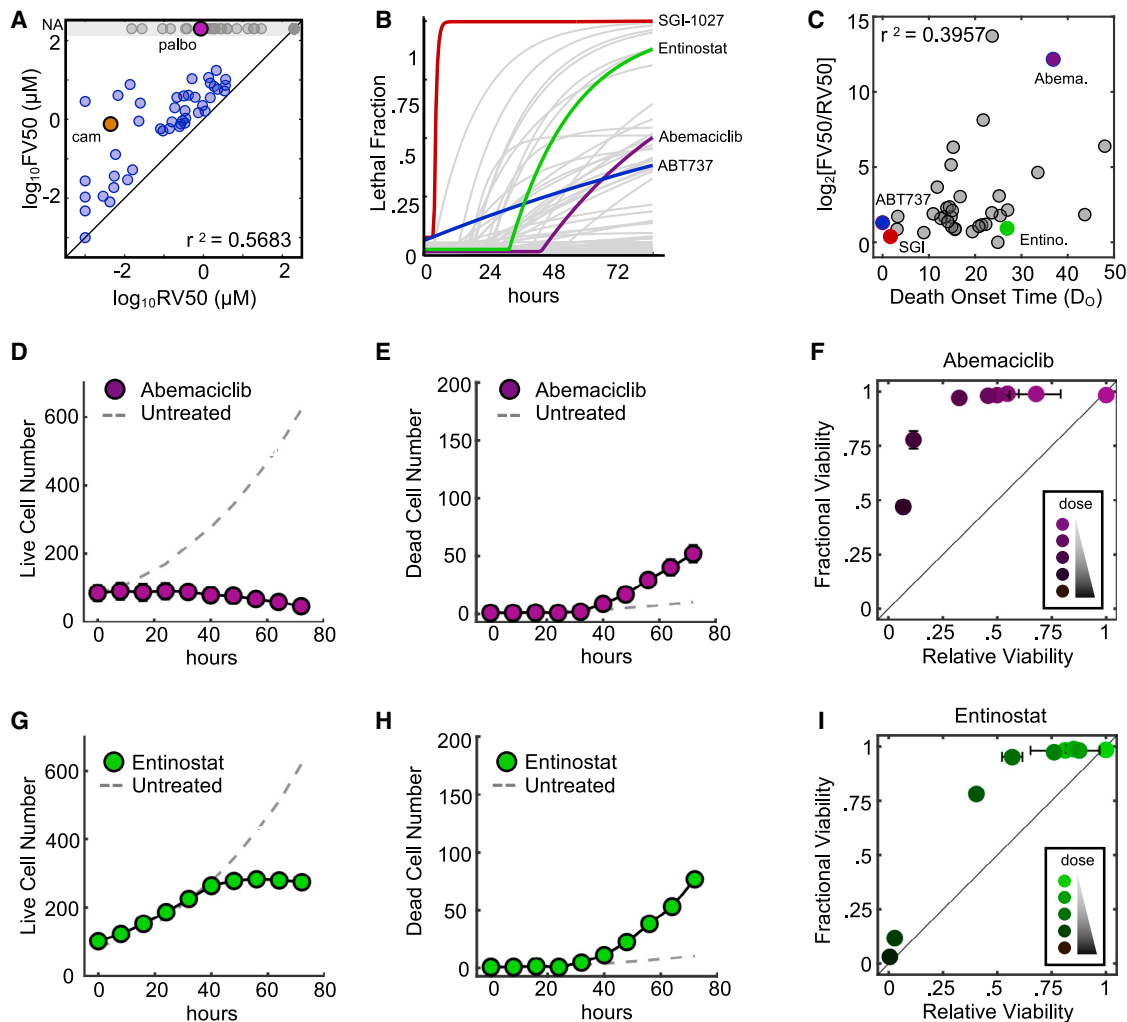 A
NA
palbo
cam
2
0
-2
log₁₀FV50 (µM)
-2
0
2
r ² = 0.5683
log₁₀RV50 (µM)
B
SGI-1027
Entinostat
Abemaciclib
ABT737
1
.75
.5
.25
Lethal Fraction
0
24
48
72
hours
C
r ² = 0.3957
Abema.
ABT737
SGI
Entino.
15
10
5
0
log₂[FV50/RV50]
0
10
20
30
40
50
Death Onset Time (D₀)
D
Abemaciclib
Untreated
600
400
200
0
Live Cell Number
0
20
40
60
80
hours
E
Abemaciclib
Untreated
200
150
100
50
0
Dead Cell Number
0
20
40
60
80
hours
F
Abemaciclib
1
.75
.5
.25
0
Fractional Viability
dose
0
.25
.5
.75
1
Relative Viability
G
Entinostat
Untreated
600
400
200
0
Live Cell Number
0
20
40
60
80
hours
H
Entinostat
Untreated
200
150
100
50
0
Dead Cell Number
0
20
40
60
80
hours
I
Entinostat
1
.75
.5
.25
0
Fractional Viability
dose
0
.25
.5
.75
1
Relative Viability